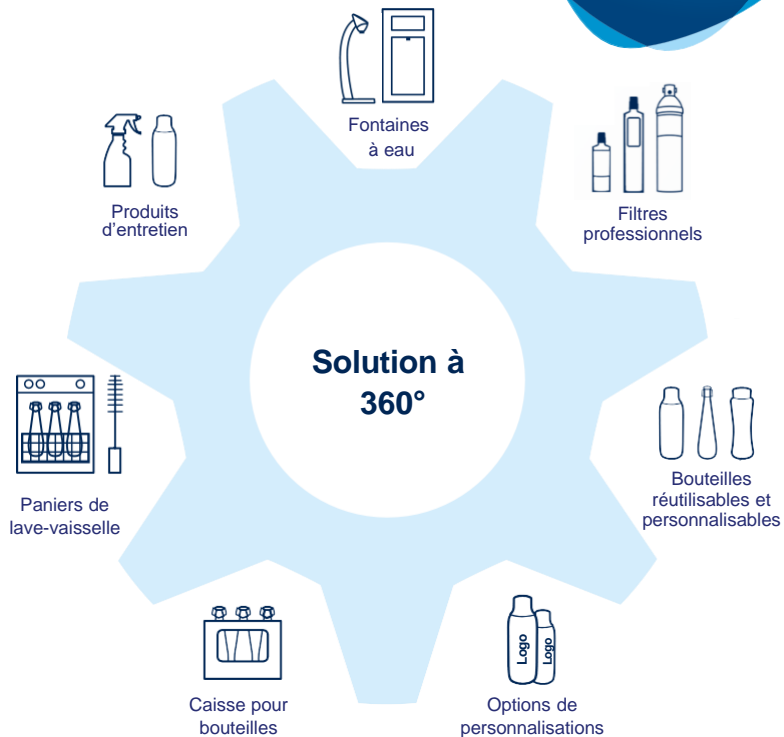 Fontaines
à eau
Produits
d'entretien
Filtres
professionnels
Solution à
360°
Paniers de
lave-vaisselle
Bouteilles
réutilisables et
personnalisables
Logo
Logo
Caisse pour
bouteilles
Options de
personnalisations